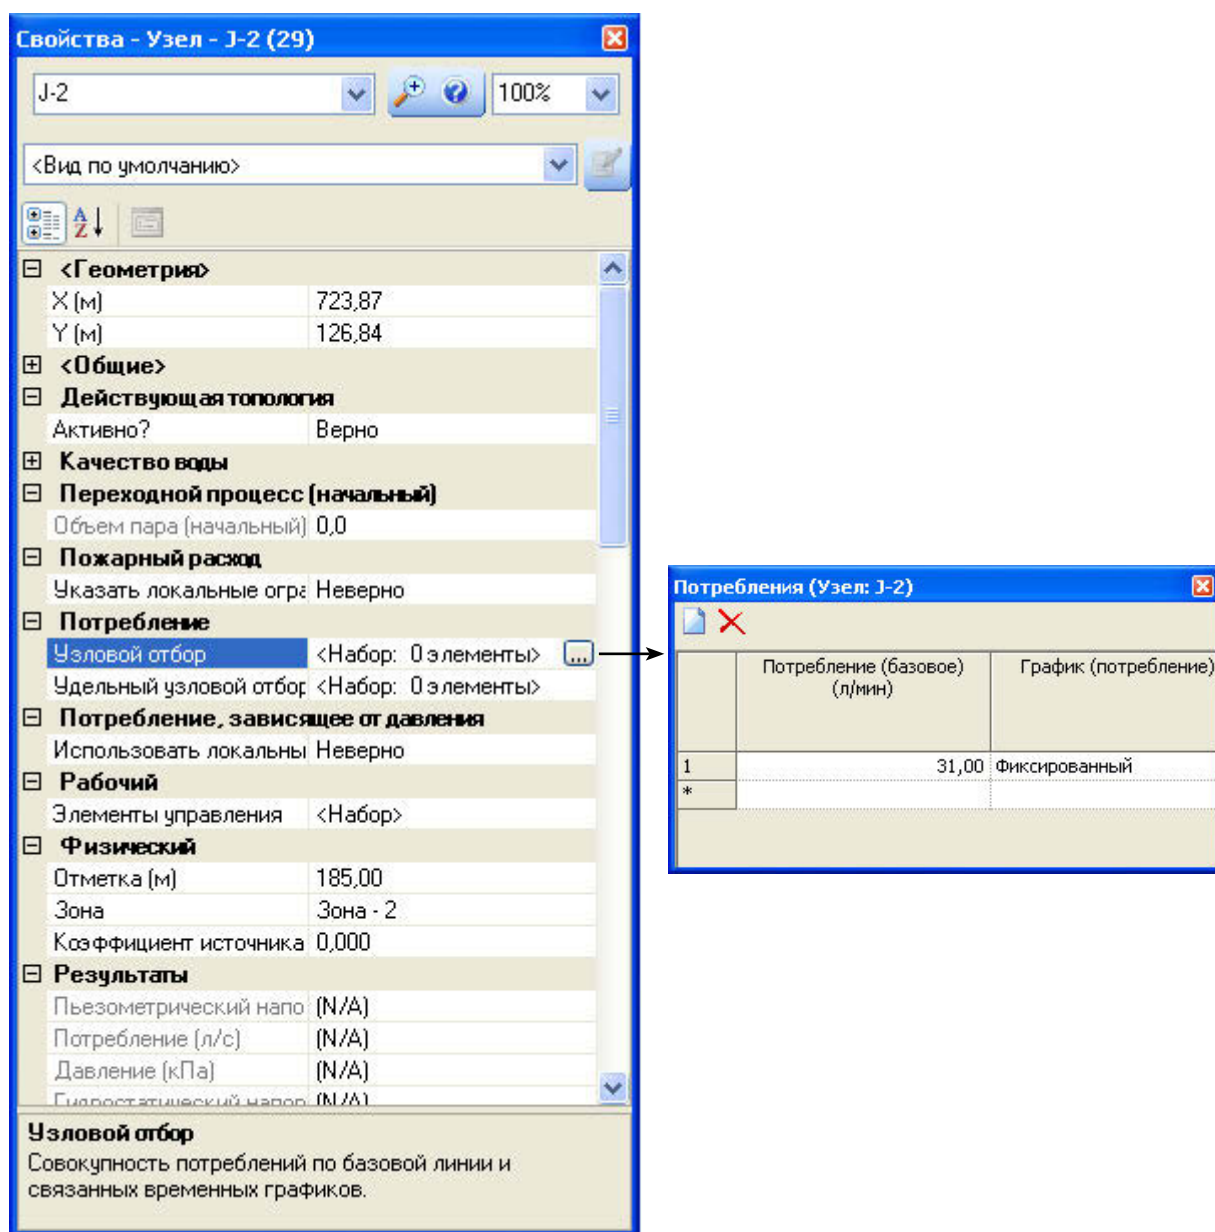 Свойства - Узел - J-2 (29)
J-2 100%
<Вид по умолчанию>
<Геометрия>
X (м) 723,87
Y (м) 126,84
<Общие>
Действующая топология
Активно? Верно
Качество воды
Переходной процесс (начальный)
Объем пара (начальный) 0,0
Пожарный расход
Указать локальные огра Неверно
Потребление
Узловой отбор <Набор: 0 элементы> ...
Удельный узловой отбор <Набор: 0 элементы>
Потребление, зависящее от давления
Использовать локальны Неверно
Рабочий
Элементы управления <Набор>
Физический
Отметка (м) 185,00
Зона Зона - 2
Коэффициент источника 0,000
Результаты
Пьезометрический напо (N/A)
Потребление (л/с) (N/A)
Давление (кПа) (N/A)
Гидростатический напор (N/A)
Узловой отбор
Совокупность потреблений по базовой линии и
связанных временных графиков.
Потребления (Узел: J-2)
Потребление (базовое) График (потребление)
(л/мин)
1 31,00 Фиксированный
*